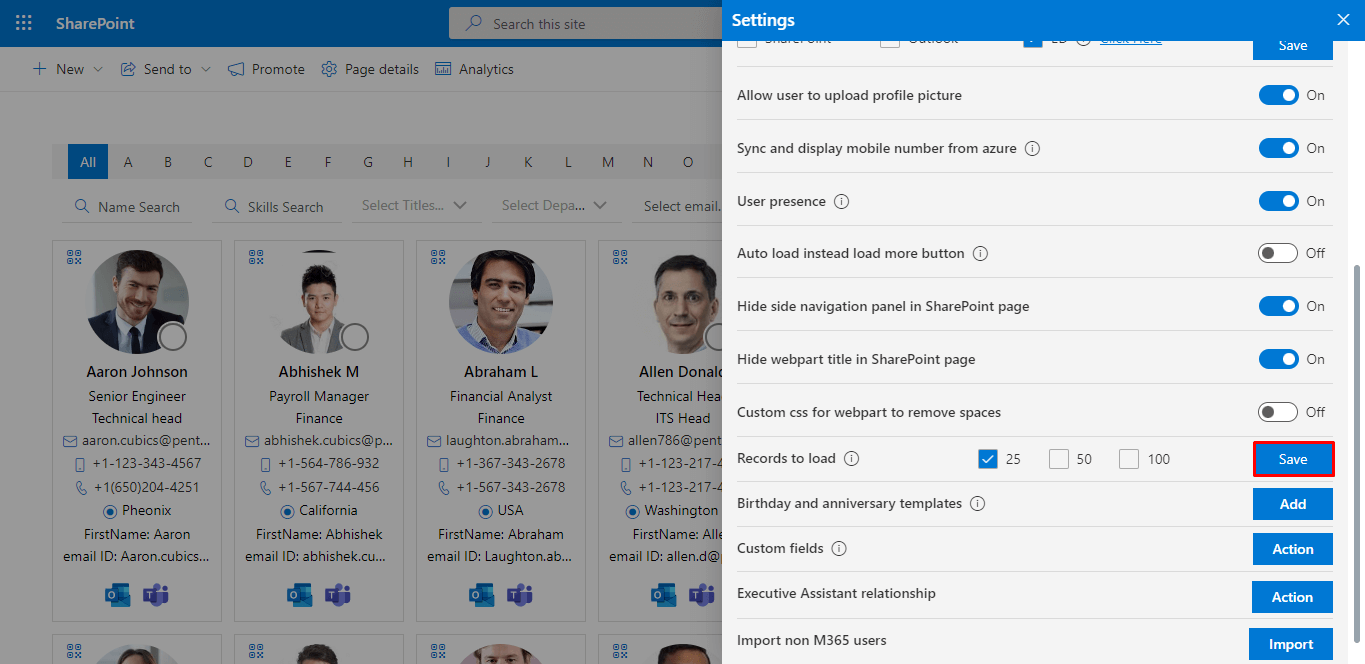 SharePoint
Search this site
New
Send to
Promote
Page details
Analytics
All A B C D E F G H I J K L M N O
Name Search
Skills Search
Select Titles...
Select Depa...
Select email.
Aaron Johnson
Senior Engineer
Technical head
aaron.cubics@pent...
+1-123-343-4567
+1(650)204-4251
Pheonix
FirstName: Aaron
email ID: Aaron.cubics...
Abhishek M
Payroll Manager
Finance
abhishek.cubics@p...
+1-564-786-932
+1-567-744-456
California
FirstName: Abhishek
email ID: abhishek.cu...
Abraham L
Financial Analyst
Finance
laughton.abraham...
+1-367-343-2678
+1-367-343-2678
USA
FirstName: Abraham
email ID: Laughton.ab...
Allen Donald
Technical Hea
ITS Head
allen786@pent
+1-123-217-4
+1-123-217-4
Washington
FirstName: Alle
email ID: allen.d@p
Settings
SharePoint
Outlook
Click Here
Save
Allow user to upload profile picture
On
Sync and display mobile number from azure
On
User presence
On
Auto load instead load more button
Off
Hide side navigation panel in SharePoint page
On
Hide webpart title in SharePoint page
On
Custom css for webpart to remove spaces
Off
Records to load
25
50
100
Save
Birthday and anniversary templates
Add
Custom fields
Action
Executive Assistant relationship
Action
Import non M365 users
Import